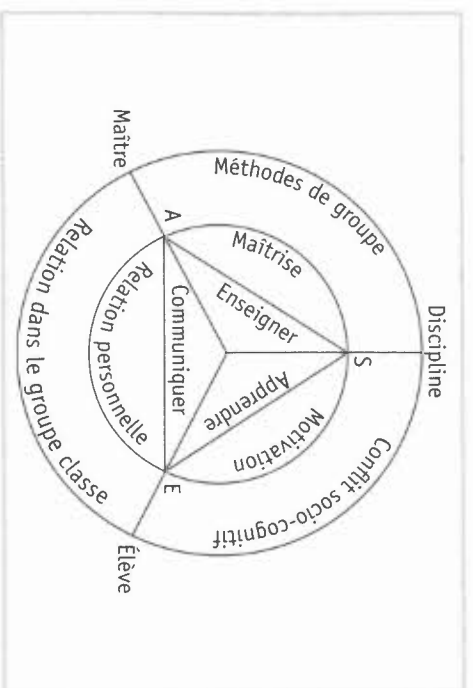 Discipline
Méthodes de groupe
Conflit socio-cognitif
S
Maîtrise
Motivation
Enseigner
Apprendre
Communiquer
A
E
Relation personnelle
Maître
Élève
Relation dans le groupe classe